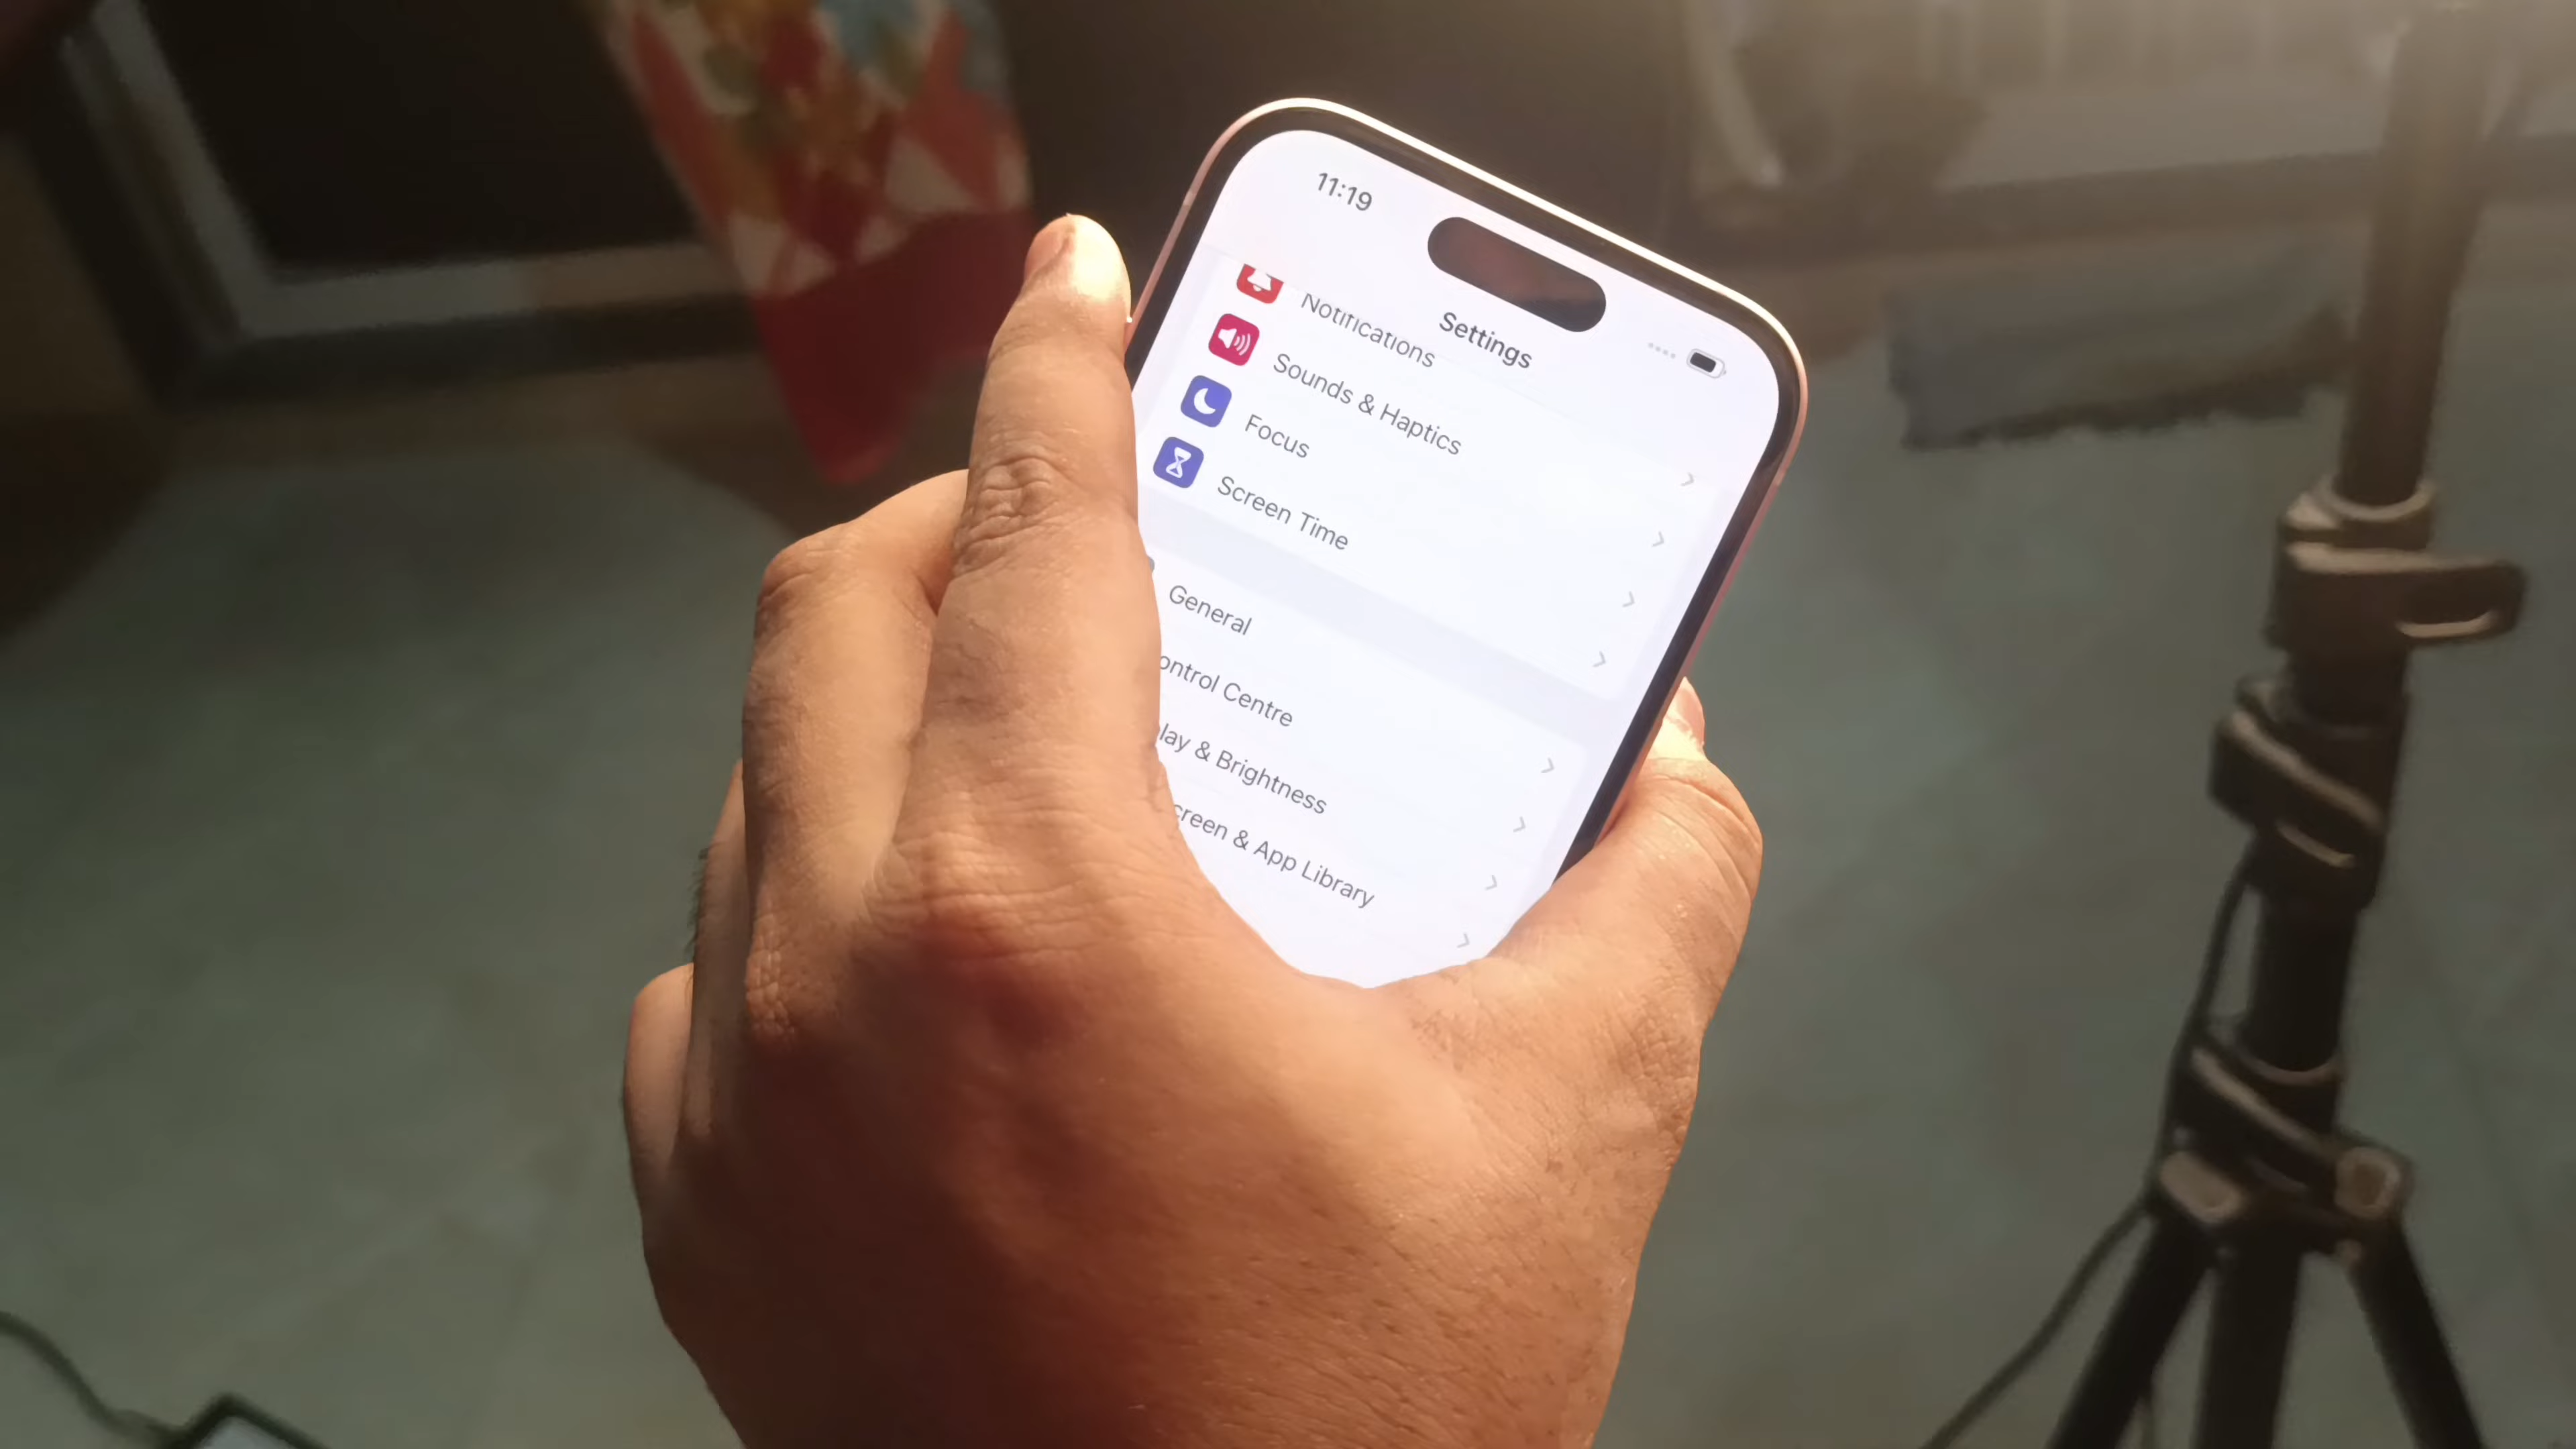 11:19
Settings
Notifications
Sounds & Haptics
Focus
Screen Time
General
ontrol Centre
lay & Brightness
creen & App Library